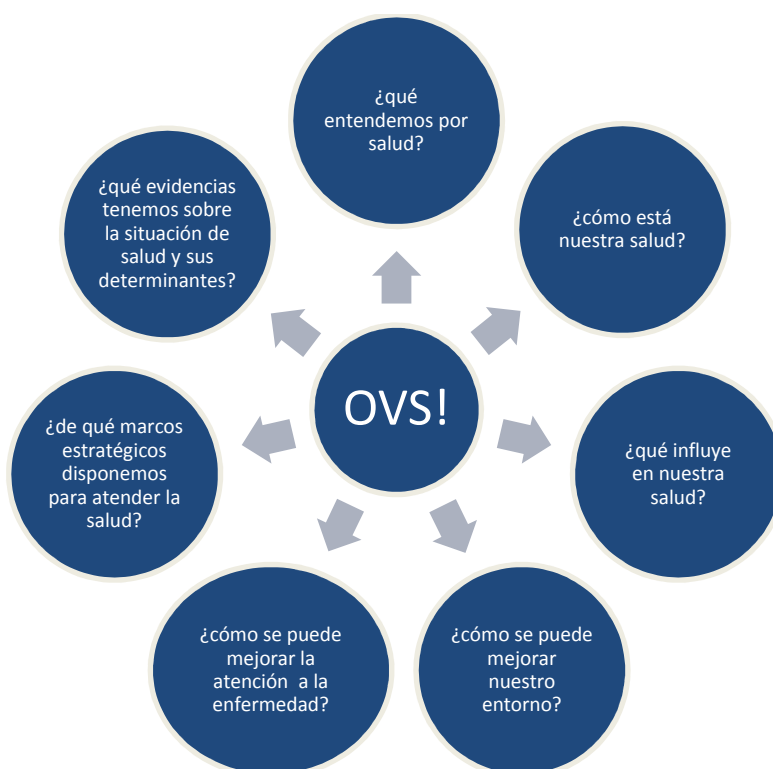 ¿qué
entendemos por
salud?
¿cómo está
nuestra salud?
¿qué influye
en nuestra
salud?
¿cómo se puede
mejorar
nuestro
entorno?
¿cómo se puede
mejorar la
atención  a la
enfermedad?
¿de qué marcos
estratégicos
disponemos
para atender la
salud?
¿qué evidencias
tenemos sobre
la situación de
salud y sus
determinantes?
OVS!